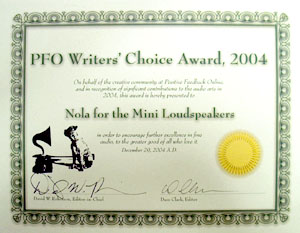 PFO Writers' Choice Award, 2004
On behalf of the creative community at Positive Feedback Online,
and in recognition of significant contributions to the audio arts in
2004, this award is hereby presented to
Nola for the Mini Loudspeakers
in order to encourage further excellence in fine
audio, to the greater good of all who love it.
December 20, 2004 A.D.
David W. Robinson, Editor-in-Chief
Dave Clark, Editor